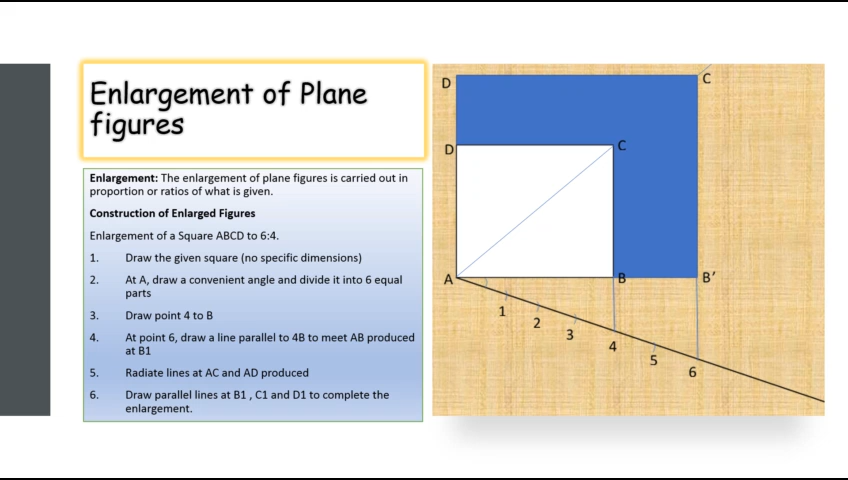 Enlargement of Plane
figures
Enlargement: The enlargement of plane figures is carried out in
proportion or ratios of what is given.
Construction of Enlarged Figures
Enlargement of a Square ABCD to 6:4.
1. Draw the given square (no specific dimensions)
2. At A, draw a convenient angle and divide it into 6 equal
parts
3. Draw point 4 to B
4. At point 6, draw a line parallel to 4B to meet AB produced
at B1
5. Radiate lines at AC and AD produced
6. Draw parallel lines at B1 , C1 and D1 to complete the
enlargement.
D
C
D
C
A
B
B’
1
2
3
4
5
6